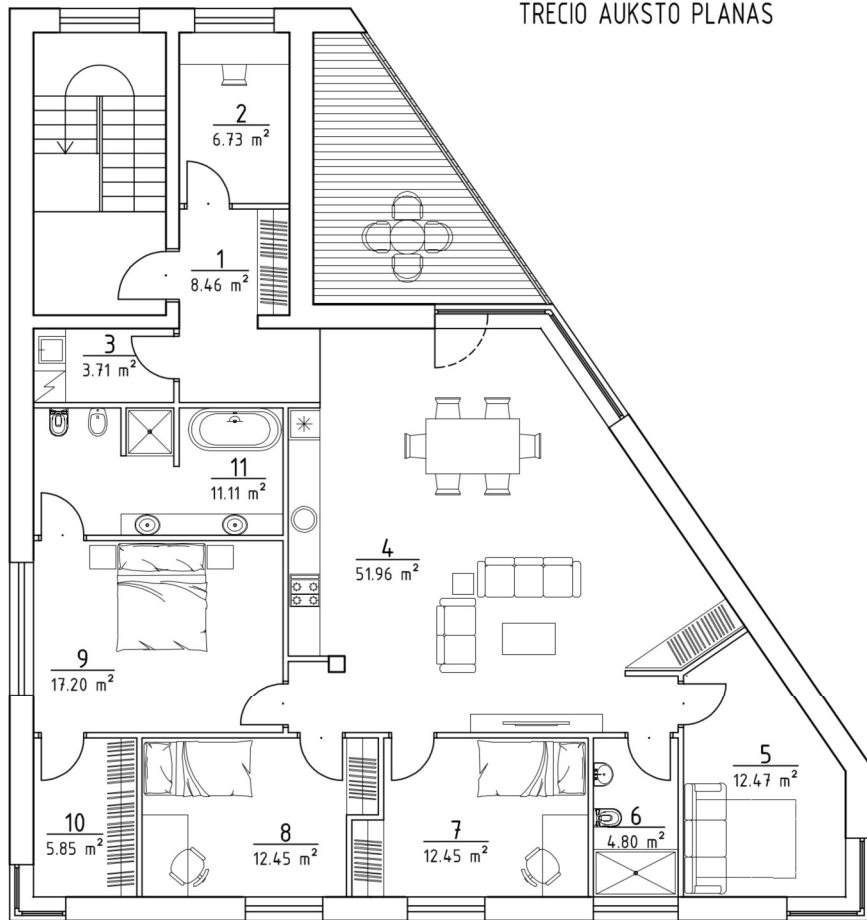 TRECIO AUKSTO PLANAS
2
6.73 m²
1
8.46 m²
3
3.71 m²
11
11.11 m²
4
51.96 m²
9
17.20 m²
5
12.47 m²
10
5.85 m²
8
12.45 m²
7
12.45 m²
6
4.80 m²